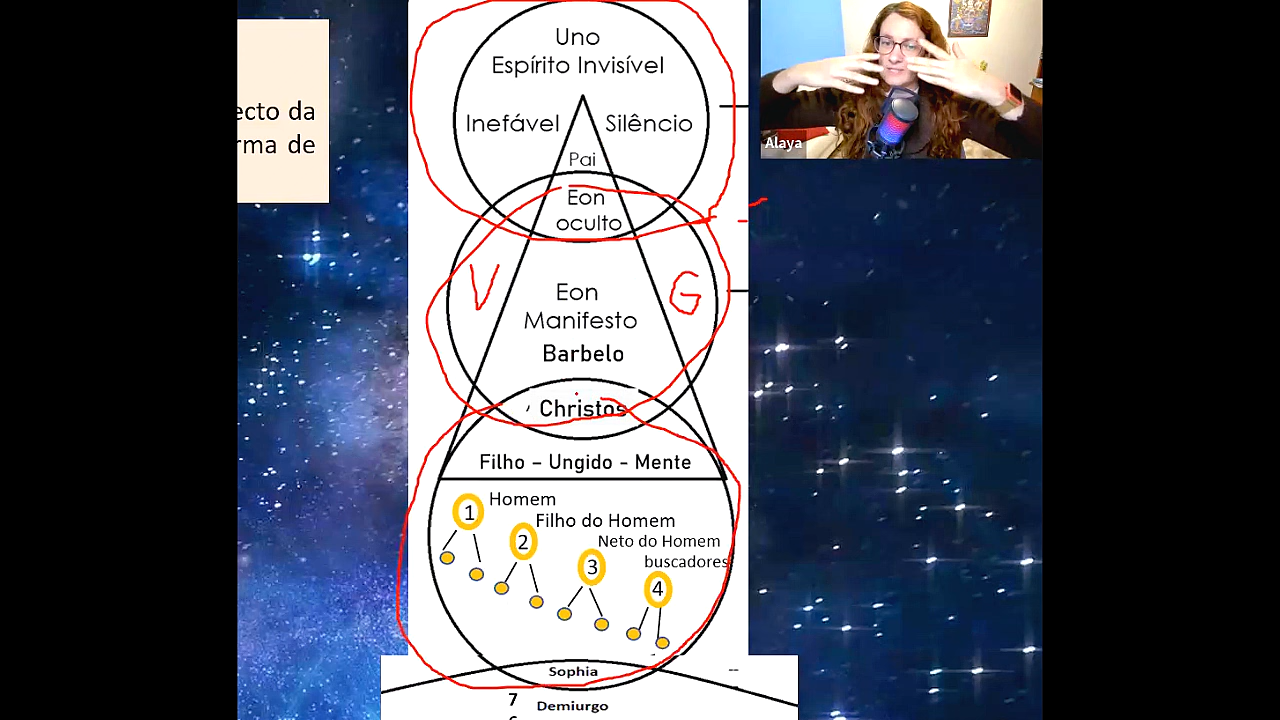 ecto da
rma de
Uno
Espírito Invisível
Inefável
Silêncio
Pai
Eon
oculto
V
G
Eon
Manifesto
Barbelo
Christos
Filho – Ungido - Mente
1
Homem
2
Filho do Homem
3
Neto do Homem
4
buscadores
Sophia
7
Demiurgo
Alaya